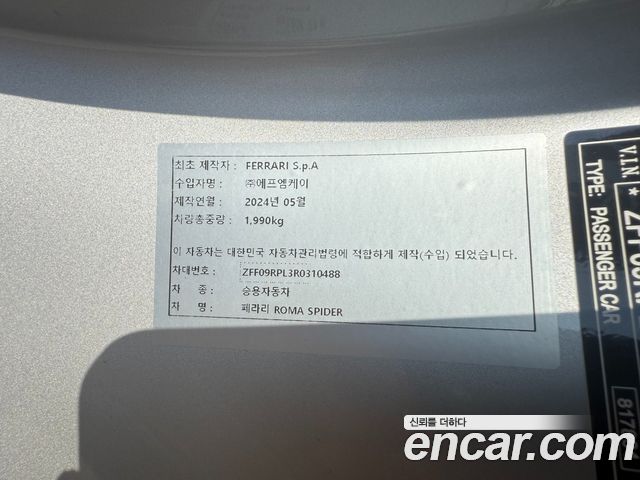 최초 제작자 : FERRARI S.p.A
수입자명 : ㈜에프엠케이
제작연월 : 2024년 05월
차량총중량 : 1,990kg
이 자동차는 대한민국 자동차관리법령에 적합하게 제작(수입) 되었습니다.
차대번호 : ZFF09RPL3R0310488
차 종 : 승용자동차
차 명 : 페라리 ROMA SPIDER
V.I.N.
TYPE: PASSENGER CAR
신뢰를 더하다
encar.com